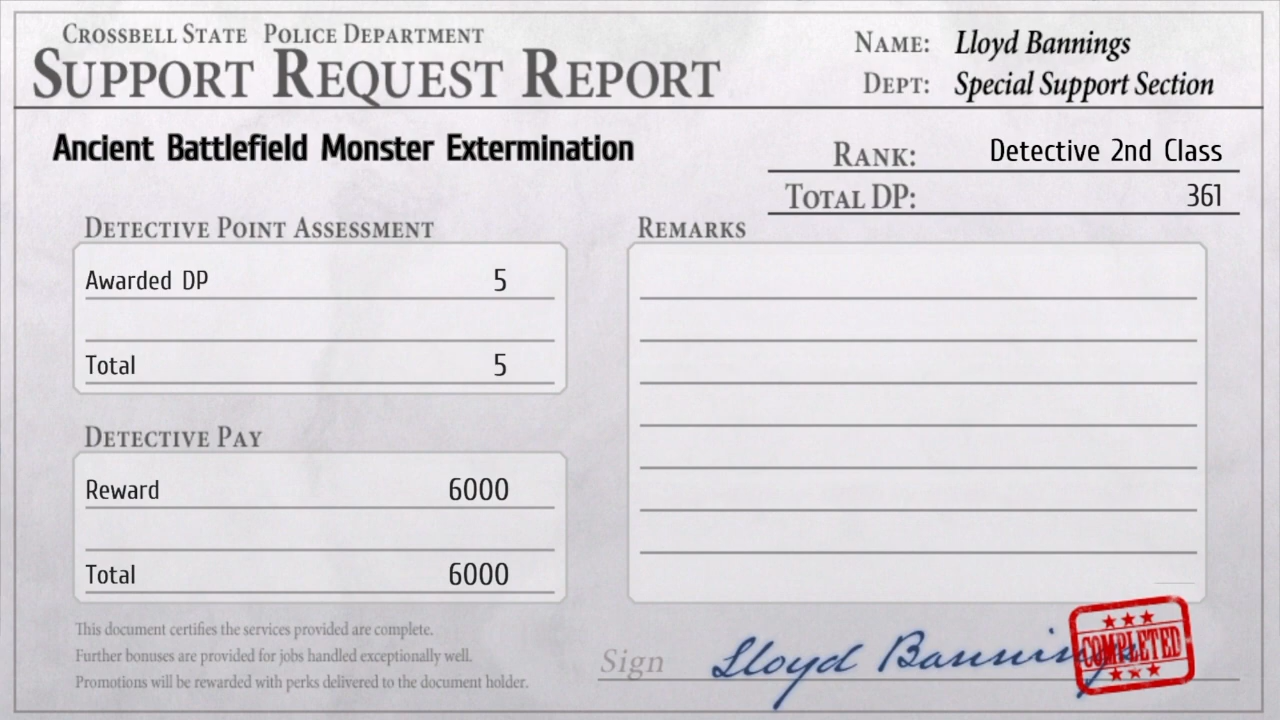 Crossbell State Police Department
Support Request Report
Name: Lloyd Bannings
Dept: Special Support Section
Ancient Battlefield Monster Extermination
Rank: Detective 2nd Class
Total DP: 361
Detective Point Assessment
Awarded DP 5
Total 5
Detective Pay
Reward 6000
Total 6000
Remarks
This document certifies the services provided are complete.
Further bonuses are provided for jobs handled exceptionally well.
Promotions will be rewarded with perks delivered to the document holder.
Sign Lloyd Bannings
COMPLETED